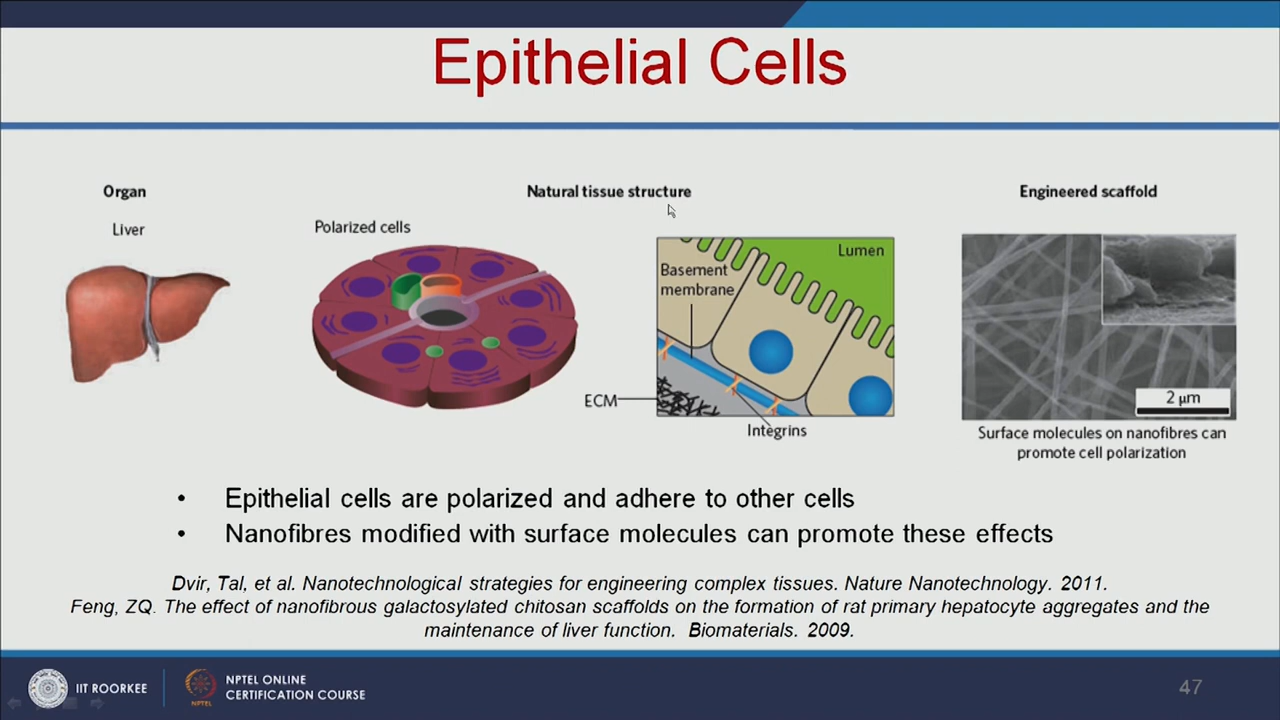 Epithelial Cells
Organ
Natural tissue structure
Engineered scaffold
Liver
Polarized cells
Lumen
Basement
membrane
ECM
Integrins
2 µm
Surface molecules on nanofibres can
promote cell polarization
• Epithelial cells are polarized and adhere to other cells
• Nanofibres modified with surface molecules can promote these effects
Dvir, Tal, et al. Nanotechnological strategies for engineering complex tissues. Nature Nanotechnology. 2011.
Feng, ZQ. The effect of nanofibrous galactosylated chitosan scaffolds on the formation of rat primary hepatocyte aggregates and the
maintenance of liver function. Biomaterials. 2009.
IIT ROORKEE
NPTEL
NPTEL ONLINE
CERTIFICATION COURSE
47